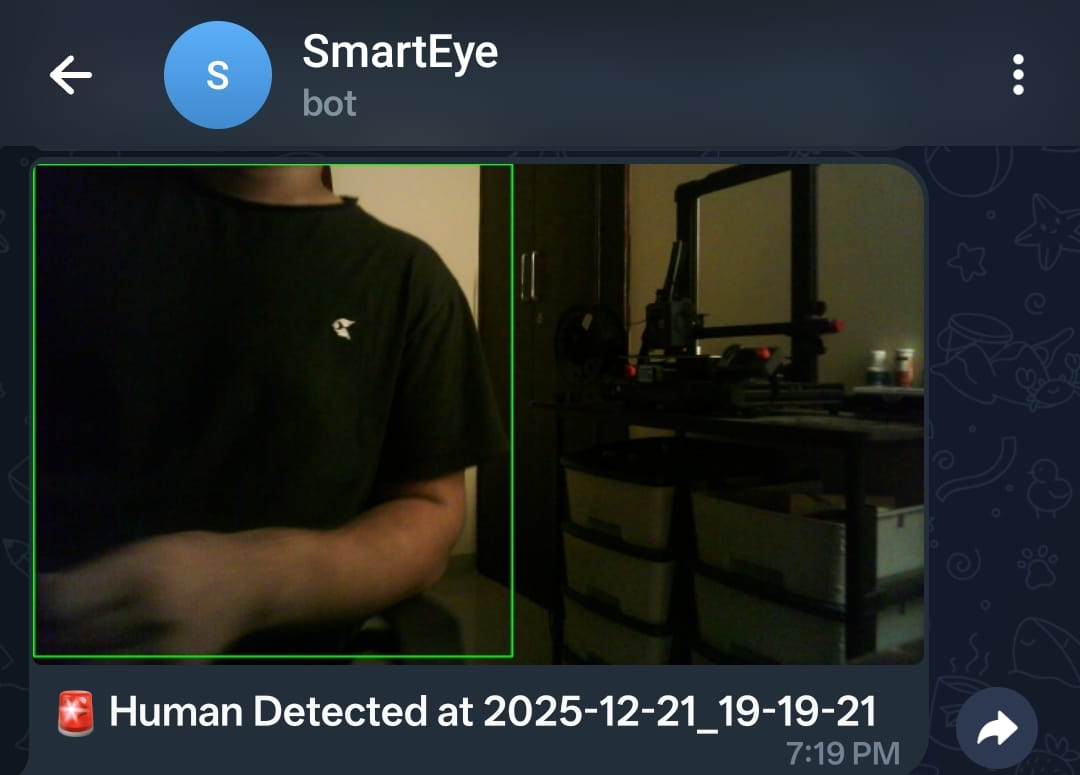 S
SmartEye
bot
🚨 Human Detected at 2025-12-21_19-19-21
7:19 PM